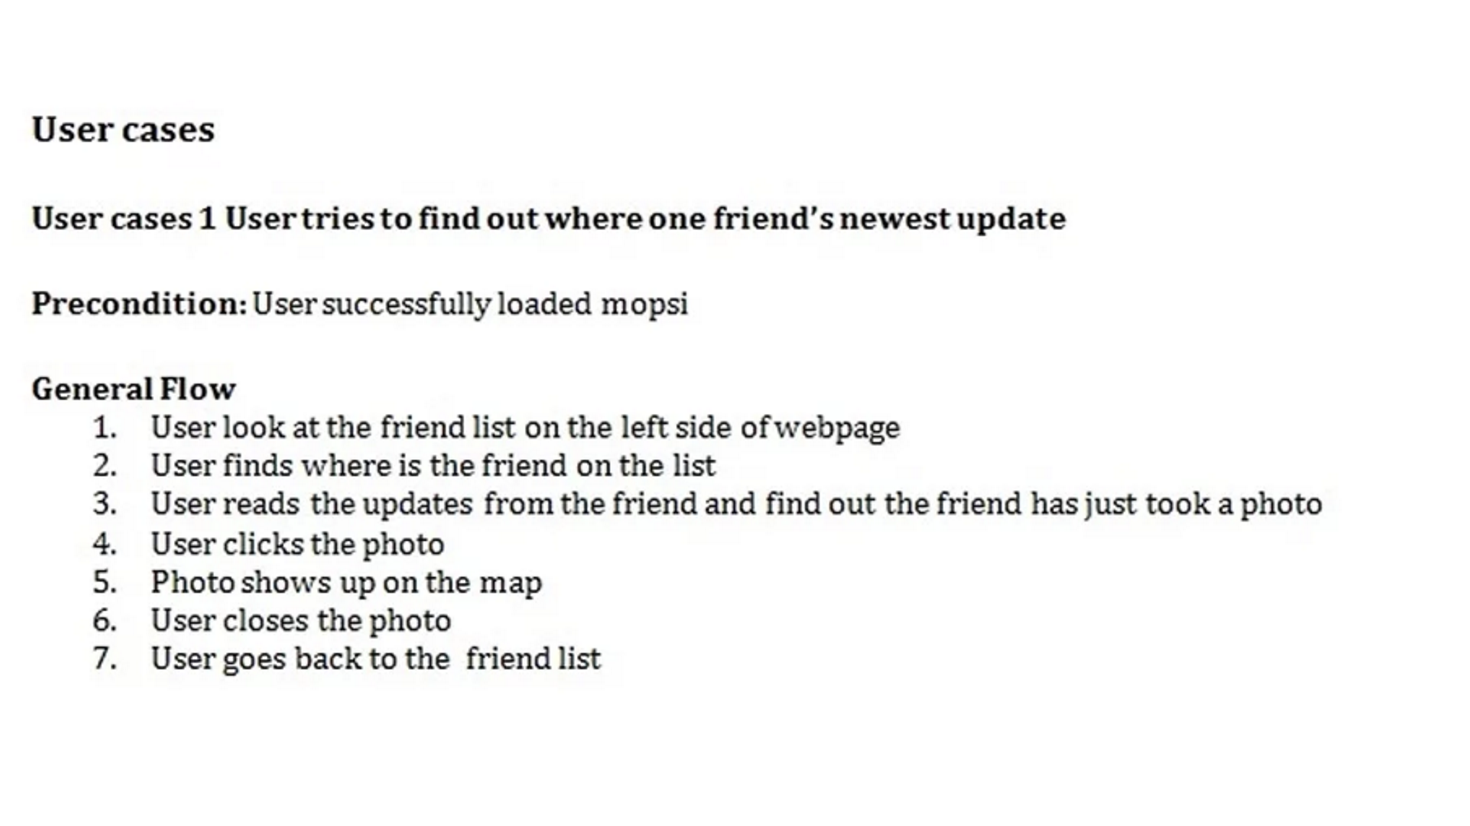 User cases
User cases 1 User tries to find out where one friend's newest update
Precondition: User successfully loaded mopsi
General Flow
1. User look at the friend list on the left side of webpage
2. User finds where is the friend on the list
3. User reads the updates from the friend and find out the friend has just took a photo
4. User clicks the photo
5. Photo shows up on the map
6. User closes the photo
7. User goes back to the friend list